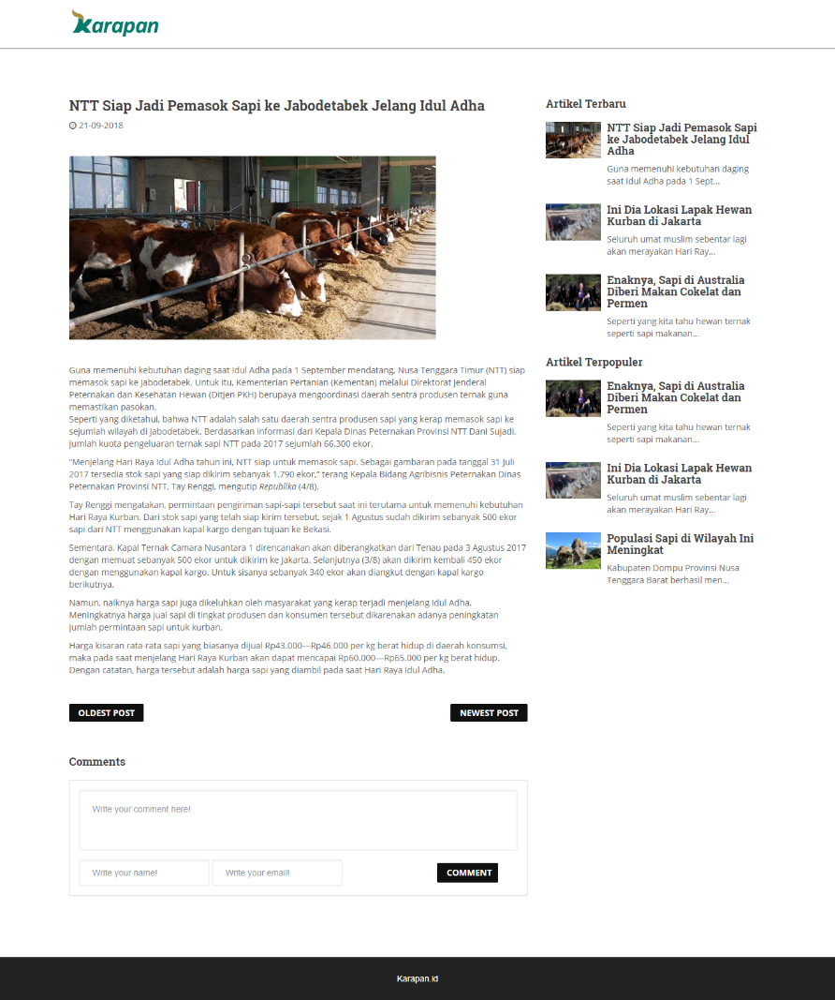 Karapan
NTT Siap Jadi Pemasok Sapi ke Jabodetabek Jelang Idul Adha
21-09-2018
Guna memenuhi kebutuhan daging saat Idul Adha pada 1 September mendatang, Nusa Tenggara Timur (NTT) siap
memasok sapi ke Jabodetabek. Untuk itu, Kementerian Pertanian (Kementan) melalui Direktorat Jenderal
Peternakan dan Kesehatan Hewan (Ditjen PKH) berupaya mengoordinasi daerah sentra produsen ternak guna
memastikan pasokan.
Seperti yang diketahui, bahwa NTT adalah salah satu daerah sentra produsen sapi yang kerap memasok sapi ke
sejumlah wilayah di Jabodetabek. Berdasarkan informasi dari Kepala Dinas Peternakan Provinsi NTT Dani Sujadi,
jumlah kuota pengeluaran ternak sapi NTT pada 2017 sejumlah 66.300 ekor.
“Menjelang Hari Raya Idul Adha tahun ini, NTT siap untuk memasok sapi. Sebagai gambaran pada tanggal 31 Juli
2017 tersedia stok sapi yang siap dikirim sebanyak 1.790 ekor,” terang Kepala Bidang Agribisnis Peternakan Dinas
Peternakan Provinsi NTT, Tay Renggi, mengutip Republika (4/8).
Tay Renggi mengatakan, permintaan pengiriman sapi-sapi tersebut saat ini terutama untuk memenuhi kebutuhan
Hari Raya Kurban. Dari stok sapi yang telah siap kirim tersebut, sejak 1 Agustus sudah dikirim sebanyak 500 ekor
sapi dari NTT menggunakan kapal kargo dengan tujuan ke Bekasi.
Sementara, Kapal Ternak Camara Nusantara 1 direncanakan akan diberangkatkan dari Tenau pada 3 Agustus 2017
dengan memuat sebanyak 500 ekor untuk dikirim ke Jakarta. Selanjutnya (3/8) akan dikirim kembali 450 ekor
dengan menggunakan kapal kargo. Untuk sisanya sebanyak 340 ekor akan diangkut dengan kapal kargo
berikutnya.
Namun, naiknya harga sapi juga dikeluhkan oleh masyarakat yang kerap terjadi menjelang Idul Adha.
Meningkatnya harga jual sapi di tingkat produsen dan konsumen tersebut dikarenakan adanya peningkatan
jumlah permintaan sapi untuk kurban.
Harga kisaran rata-rata sapi yang biasanya dijual Rp43.000—Rp46.000 per kg berat hidup di daerah konsumsi,
maka pada saat menjelang Hari Raya Kurban akan dapat mencapai Rp60.000—Rp65.000 per kg berat hidup.
Dengan catatan, harga tersebut adalah harga sapi yang diambil pada saat Hari Raya Idul Adha.
OLDEST POST
NEWEST POST
Comments
Write your comment here!
Write your name!
Write your email!
COMMENT
Artikel Terbaru
NTT Siap Jadi Pemasok Sapi
ke Jabodetabek Jelang Idul
Adha
Guna memenuhi kebutuhan daging
saat Idul Adha pada 1 Sept...
Ini Dia Lokasi Lapak Hewan
Kurban di Jakarta
Seluruh umat muslim sebentar lagi
akan merayakan Hari Ray...
Enaknya, Sapi di Australia
Diberi Makan Cokelat dan
Permen
Seperti yang kita tahu hewan ternak
seperti sapi makanan...
Artikel Terpopuler
Enaknya, Sapi di Australia
Diberi Makan Cokelat dan
Permen
Seperti yang kita tahu hewan ternak
seperti sapi makanan...
Ini Dia Lokasi Lapak Hewan
Kurban di Jakarta
Seluruh umat muslim sebentar lagi
akan merayakan Hari Ray...
Populasi Sapi di Wilayah Ini
Meningkat
Kabupaten Dompu Provinsi Nusa
Tenggara Barat berhasil men...
Karapan.id